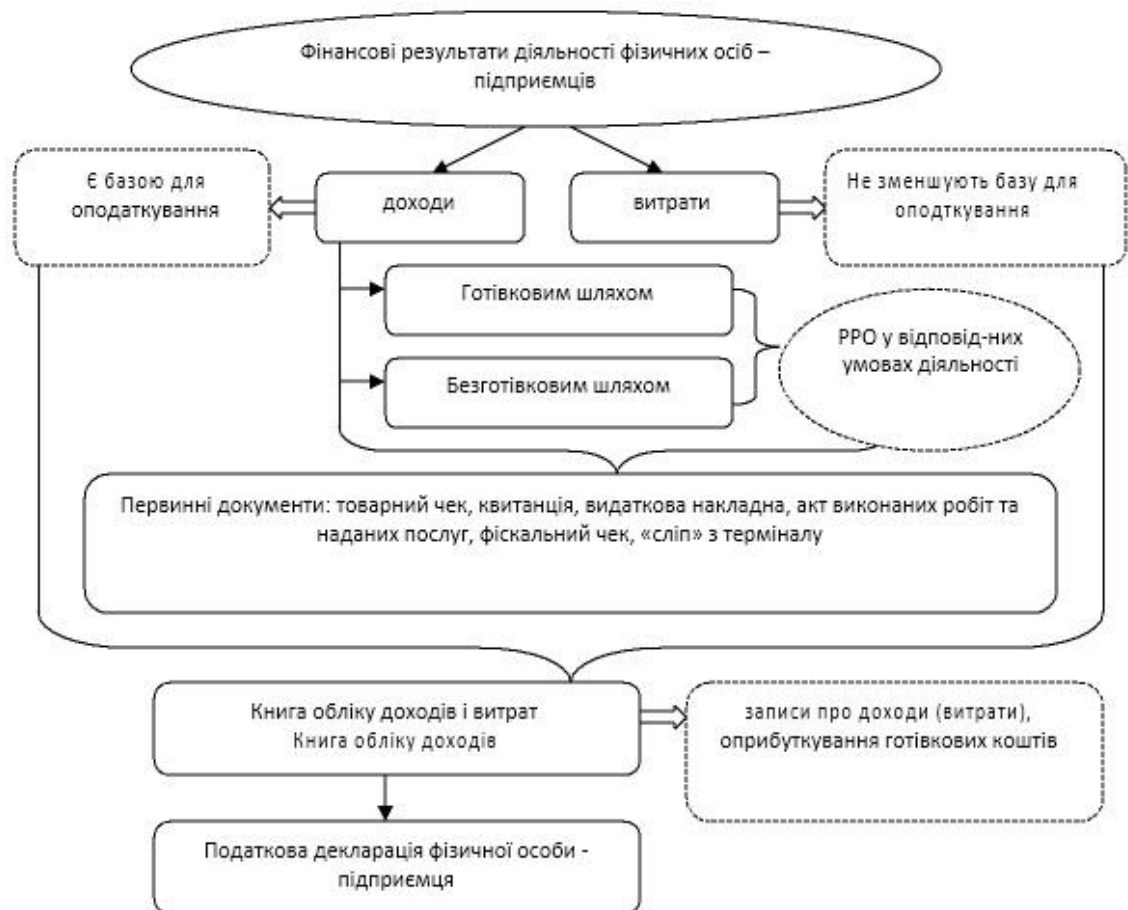 Фінансові результати діяльності фізичних осіб –
підприємців
Є базою для
оподаткування
доходи
витрати
Не зменшують базу для
оподткування
Готівковим шляхом
Безготівковим шляхом
РРО у відповід-них
умовах діяльності
Первинні документи: товарний чек, квитанція, видаткова накладна, акт виконаних робіт та
наданих послуг, фіскальний чек, «сліп» з терміналу
Книга обліку доходів і витрат
Книга обліку доходів
записи про доходи (витрати),
оприбуткування готівкових коштів
Податкова декларація фізичної особи -
підприємця